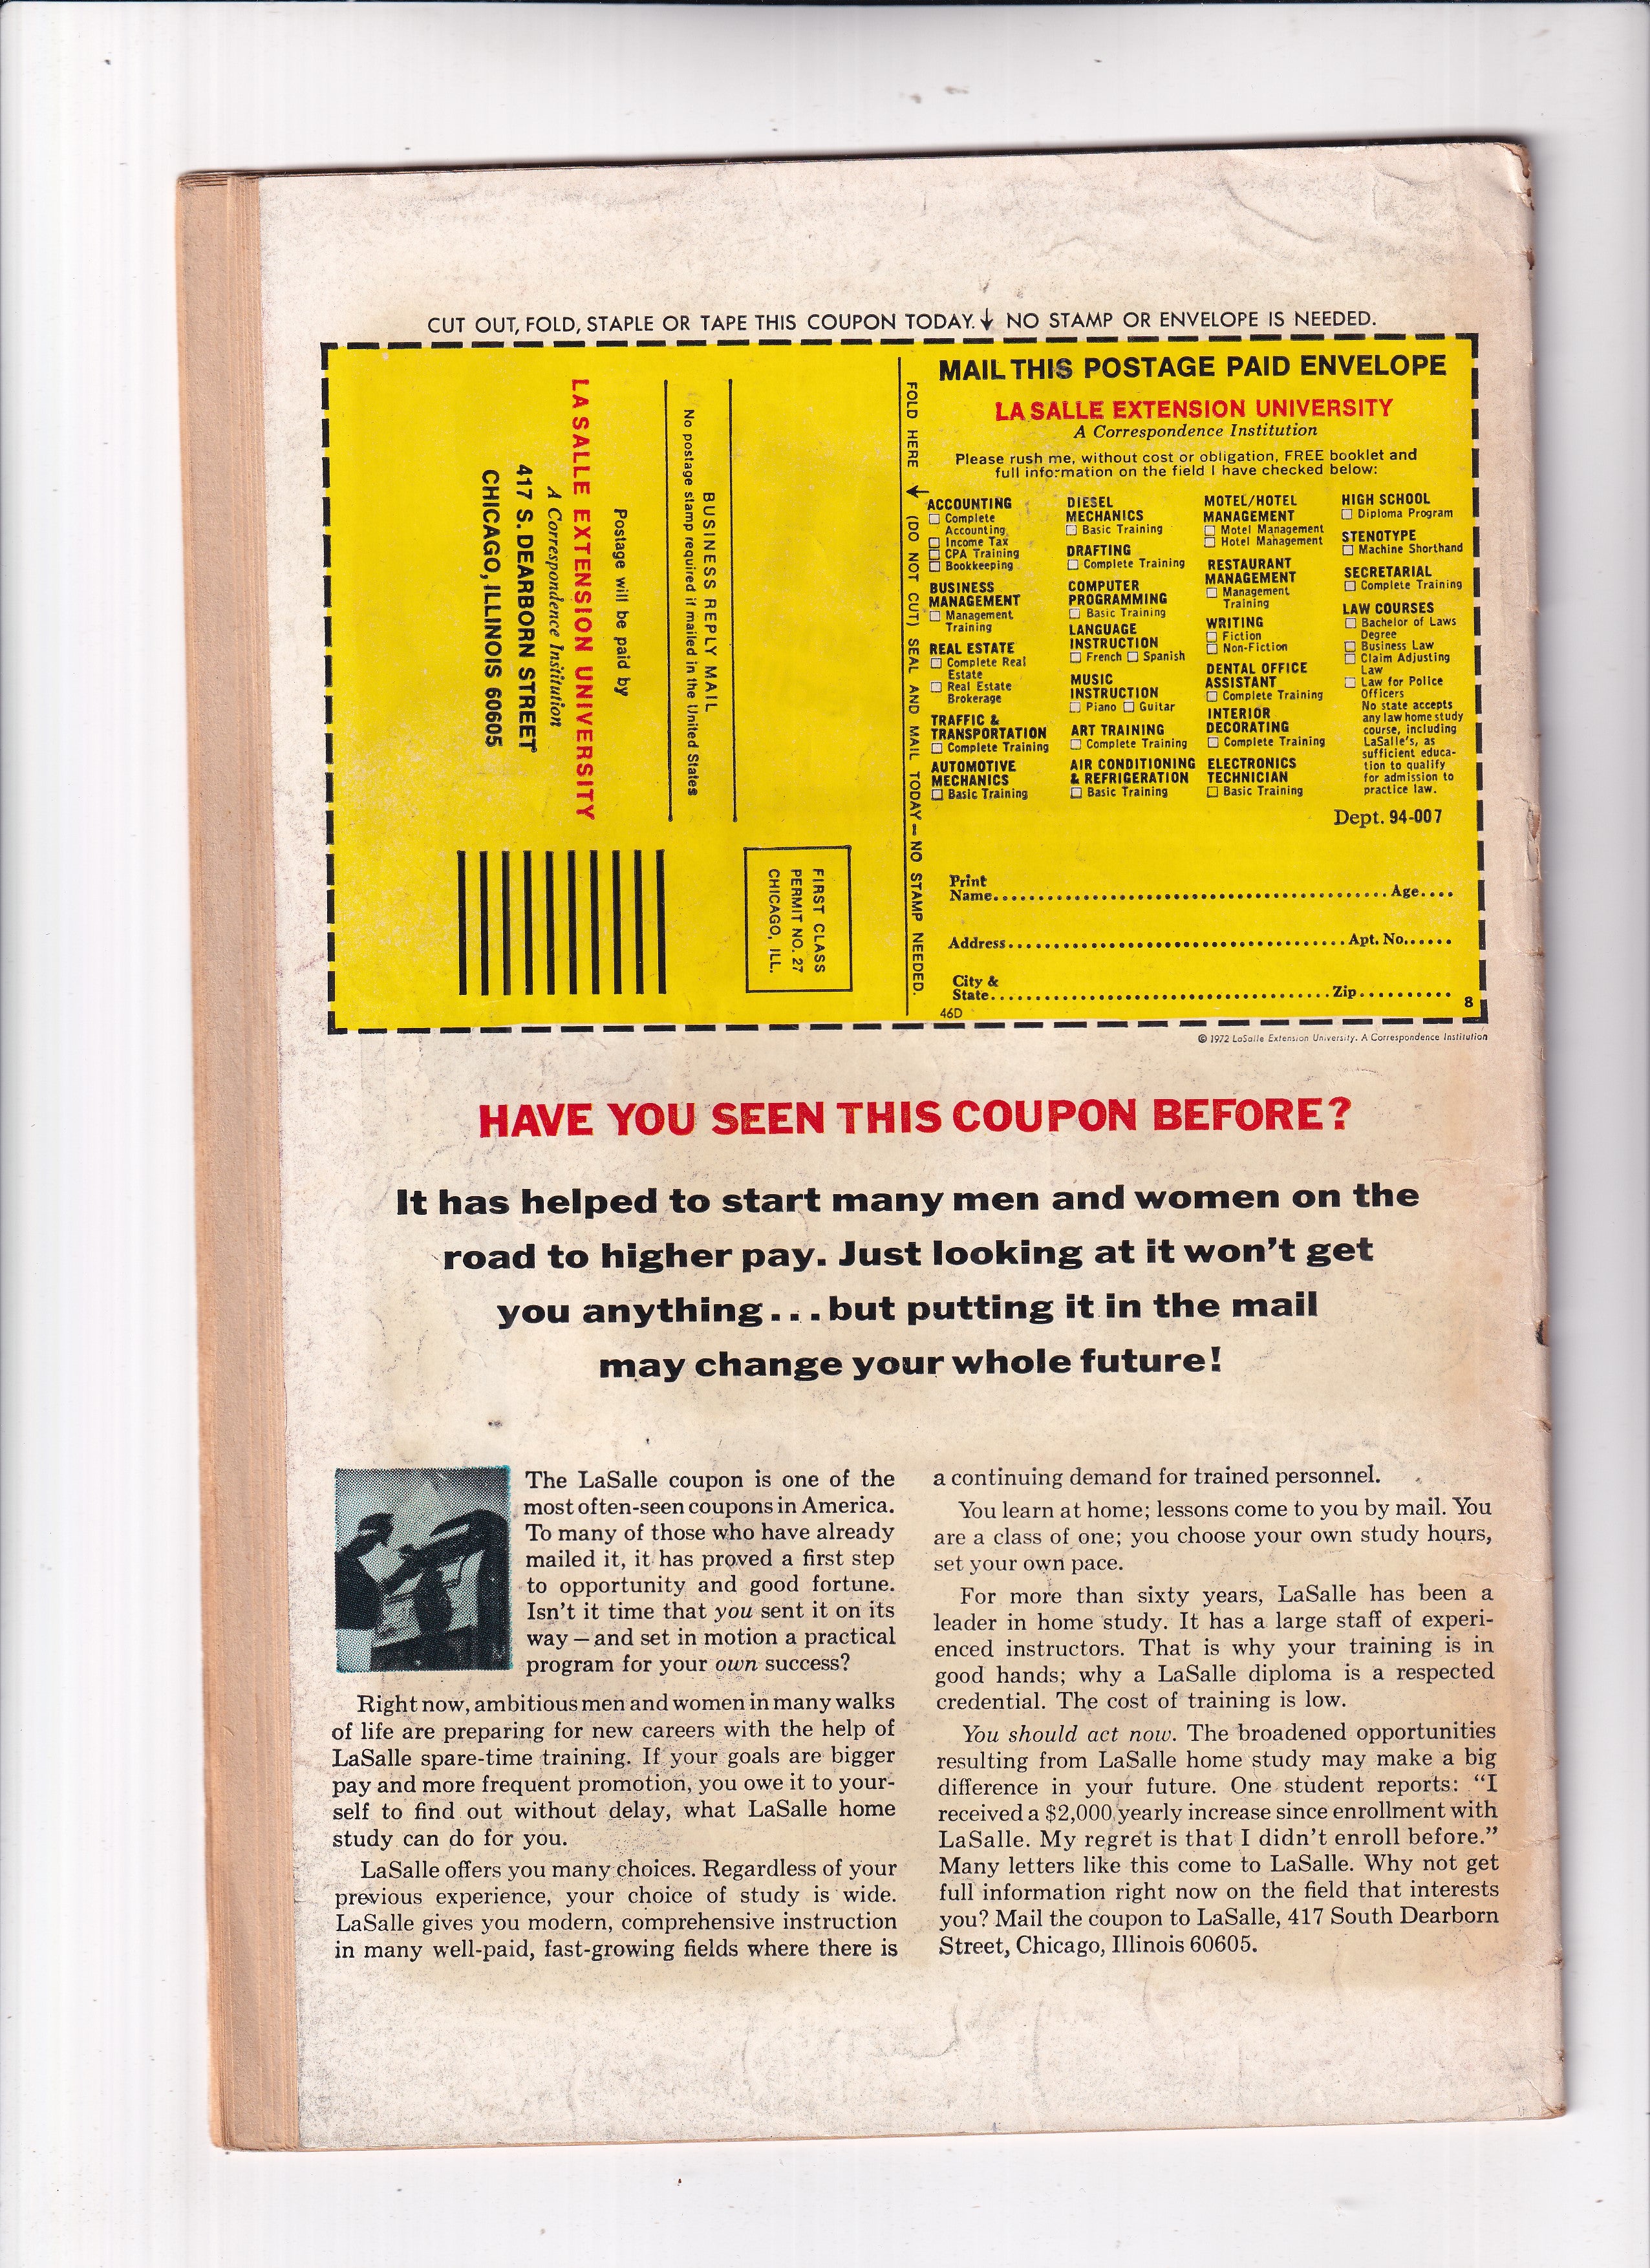 CUT OUT, FOLD, STAPLE OR TAPE THIS COUPON TODAY. ↓ NO STAMP OR ENVELOPE IS NEEDED.
BUSINESS REPLY MAIL
No postage stamp required if mailed in the United States
Postage will be paid by
LA SALLE EXTENSION UNIVERSITY
A Correspondence Institution
417 S. DEARBORN STREET
CHICAGO, ILLINOIS 60605
FIRST CLASS
PERMIT NO. 27
CHICAGO, ILL.
FOLD HERE ↓ (DO NOT CUT) SEAL AND MAIL TODAY — NO STAMP NEEDED.
MAIL THIS POSTAGE PAID ENVELOPE
LA SALLE EXTENSION UNIVERSITY
A Correspondence Institution
Please rush me, without cost or obligation, FREE booklet and
full information on the field I have checked below:
ACCOUNTING
☐ Complete
Accounting
☐ Income Tax
☐ CPA Training
☐ Bookkeeping
BUSINESS
MANAGEMENT
☐ Management
Training
REAL ESTATE
☐ Complete Real
Estate
☐ Real Estate
Brokerage
TRAFFIC &
TRANSPORTATION
☐ Complete Training
AUTOMOTIVE
MECHANICS
☐ Basic Training
DIESEL
MECHANICS
☐ Basic Training
DRAFTING
☐ Complete Training
COMPUTER
PROGRAMMING
☐ Basic Training
LANGUAGE
INSTRUCTION
☐ French ☐ Spanish
MUSIC
INSTRUCTION
☐ Piano ☐ Guitar
ART TRAINING
☐ Complete Training
AIR CONDITIONING
& REFRIGERATION
☐ Basic Training
MOTEL/HOTEL
MANAGEMENT
☐ Motel Management
☐ Hotel Management
RESTAURANT
MANAGEMENT
☐ Management
Training
WRITING
☐ Fiction
☐ Non-Fiction
DENTAL OFFICE
ASSISTANT
☐ Complete Training
INTERIOR
DECORATING
☐ Complete Training
ELECTRONICS
TECHNICIAN
☐ Basic Training
HIGH SCHOOL
☐ Diploma Program
STENOTYPE
☐ Machine Shorthand
SECRETARIAL
☐ Complete Training
LAW COURSES
☐ Bachelor of Laws
Degree
☐ Business Law
☐ Claim Adjusting
Law
☐ Law for Police
Officers
No state accepts
any law home study
course, including
LaSalle's, as
sufficient educa-
tion to qualify
for admission to
practice law.
Dept. 94-007
Print
Name........................................ Age....
Address........................................ Apt. No......
City &
State........................................ Zip..........
46D
8
© 1972 LaSalle Extension University. A Correspondence Institution
HAVE YOU SEEN THIS COUPON BEFORE?
It has helped to start many men and women on the
road to higher pay. Just looking at it won't get
you anything...but putting it in the mail
may change your whole future!
The LaSalle coupon is one of the
most often-seen coupons in America.
To many of those who have already
mailed it, it has proved a first step
to opportunity and good fortune.
Isn't it time that you sent it on its
way—and set in motion a practical
program for your own success?
Right now, ambitious men and women in many walks
of life are preparing for new careers with the help of
LaSalle spare-time training. If your goals are bigger
pay and more frequent promotion, you owe it to your-
self to find out without delay, what LaSalle home
study can do for you.
LaSalle offers you many choices. Regardless of your
previous experience, your choice of study is wide.
LaSalle gives you modern, comprehensive instruction
in many well-paid, fast-growing fields where there is
a continuing demand for trained personnel.
You learn at home; lessons come to you by mail. You
are a class of one; you choose your own study hours,
set your own pace.
For more than sixty years, LaSalle has been a
leader in home study. It has a large staff of experi-
enced instructors. That is why your training is in
good hands; why a LaSalle diploma is a respected
credential. The cost of training is low.
You should act now. The broadened opportunities
resulting from LaSalle home study may make a big
difference in your future. One student reports: “I
received a $2,000 yearly increase since enrollment with
LaSalle. My regret is that I didn't enroll before.”
Many letters like this come to LaSalle. Why not get
full information right now on the field that interests
you? Mail the coupon to LaSalle, 417 South Dearborn
Street, Chicago, Illinois 60605.